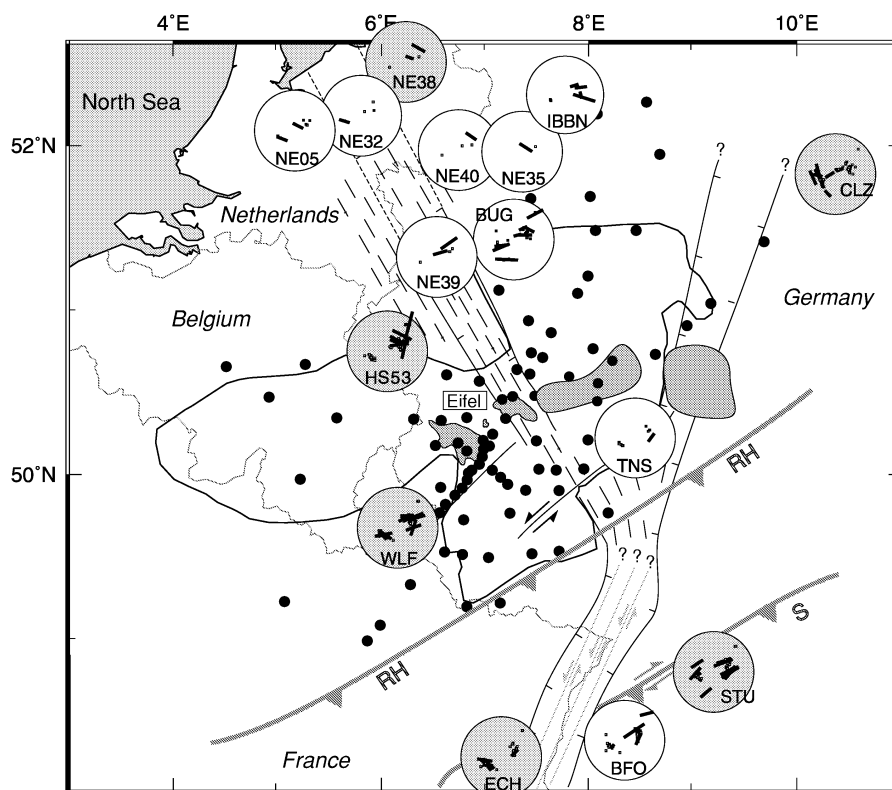 4°E
6°E
8°E
10°E
North Sea
NE38
IBBN
52°N
NE05
NE32
NE40
NE35
CLZ
?
?
Netherlands
BUG
NE39
Germany
Belgium
HS53
Eifel
TNS
RH
50°N
WLF
? ? ?
S
RH
STU
France
ECH
BFO